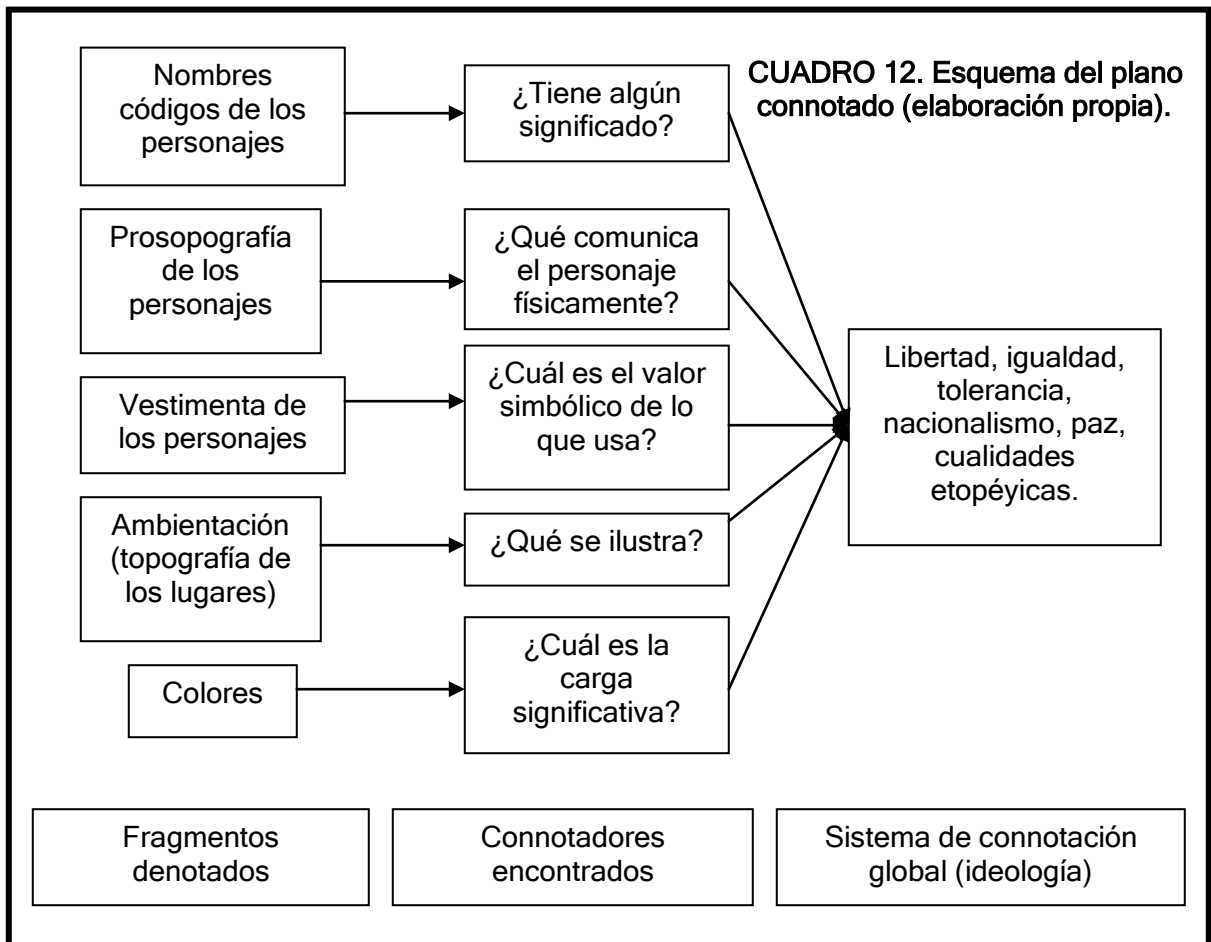 CUADRO 12. Esquema del plano
connotado (elaboración propia).
Nombres
códigos de los
personajes
¿Tiene algún
significado?
Prosopografía
de los
personajes
¿Qué comunica
el personaje
físicamente?
Vestimenta de
los personajes
¿Cuál es el valor
simbólico de lo
que usa?
Ambientación
(topografía de
los lugares)
¿Qué se ilustra?
Colores
¿Cuál es la
carga
significativa?
Libertad, igualdad,
tolerancia,
nacionalismo, paz,
cualidades
etopéyicas.
Fragmentos
denotados
Connotadores
encontrados
Sistema de connotación
global (ideología)